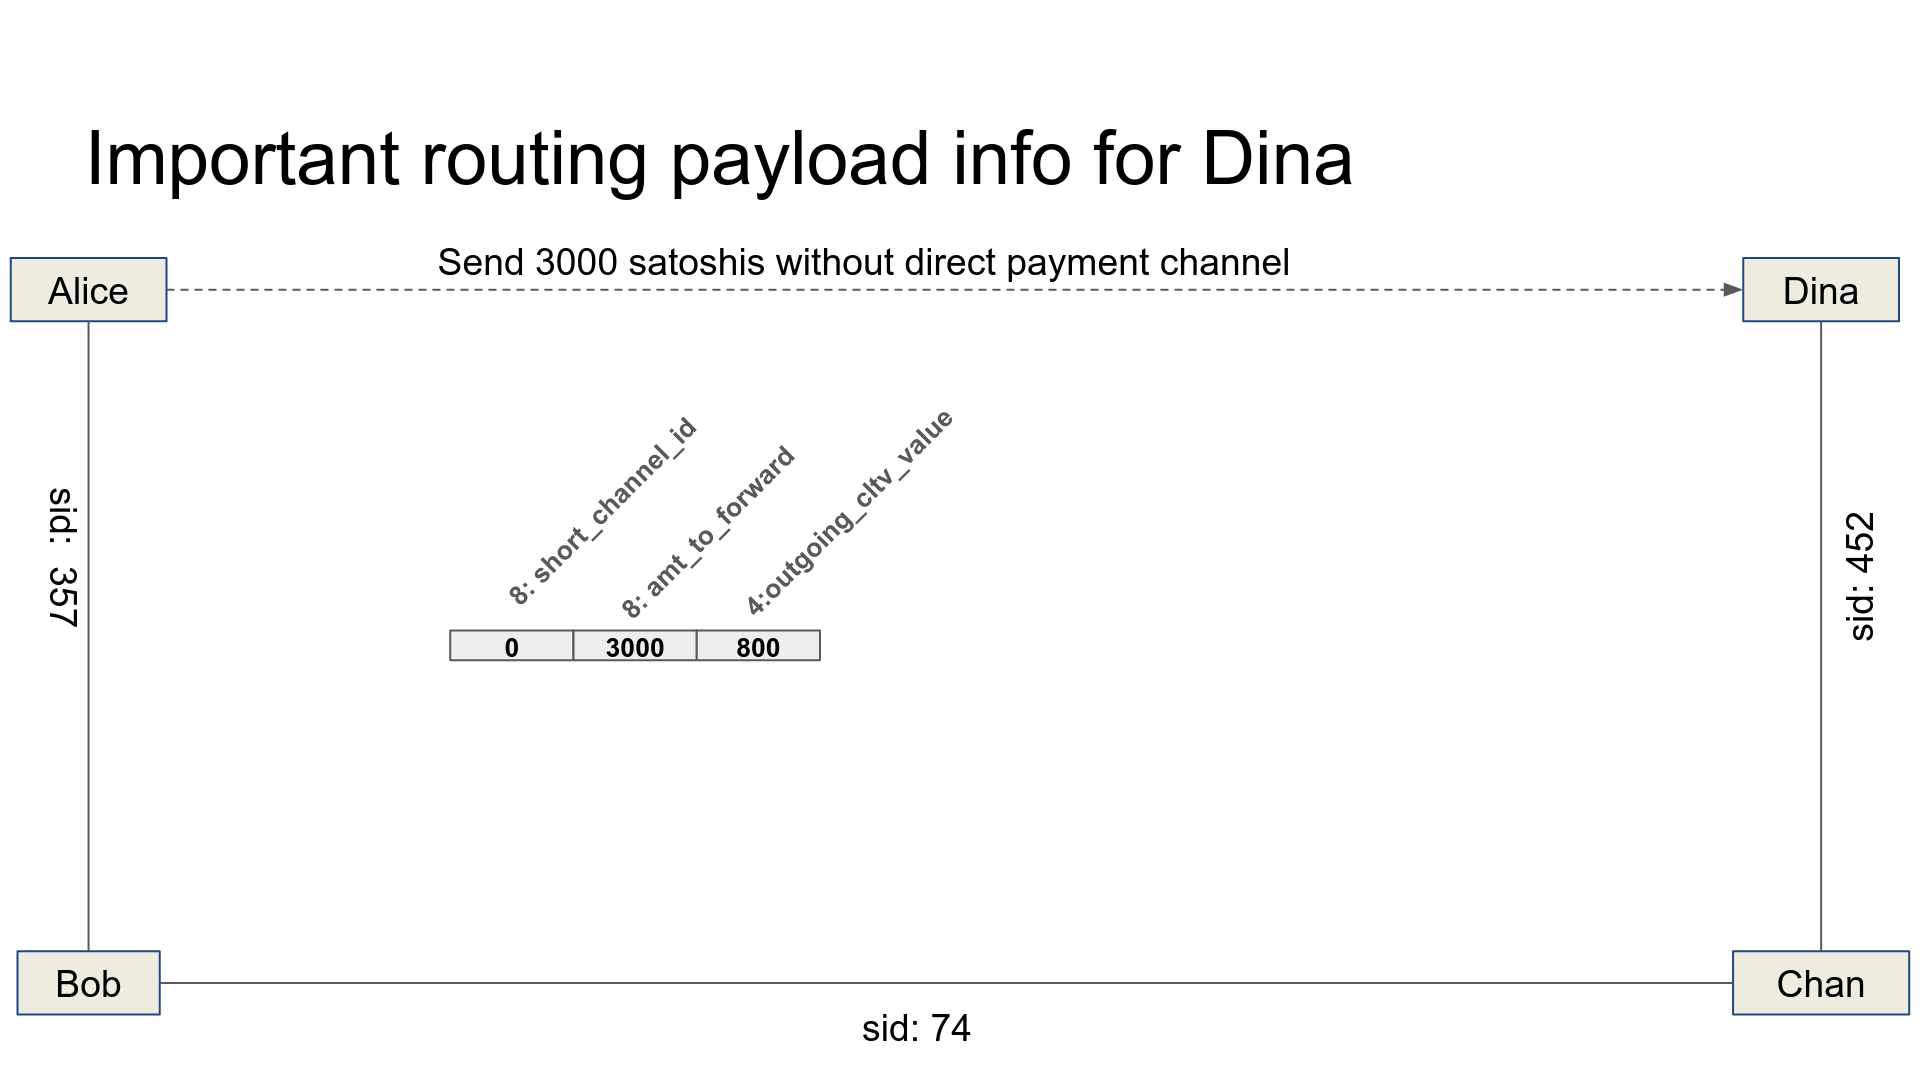 Important routing payload info for Dina
Send 3000 satoshis without direct payment channel
Alice
Dina
8: short_channel_id
8: amt_to_forward
4:outgoing_cltv_value
sid: 357
sid: 452
0 3000 800
Bob
Chan
sid: 74